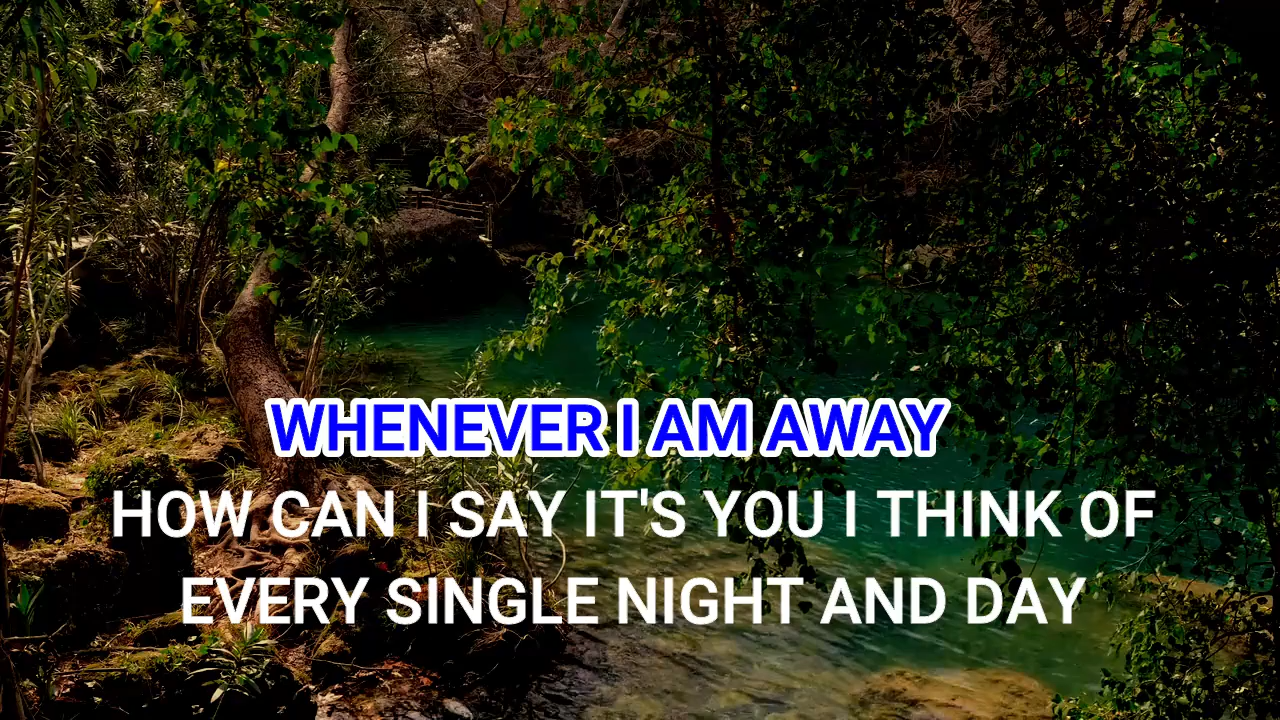 WHENEVER I AM AWAY
HOW CAN I SAY IT'S YOU I THINK OF
EVERY SINGLE NIGHT AND DAY